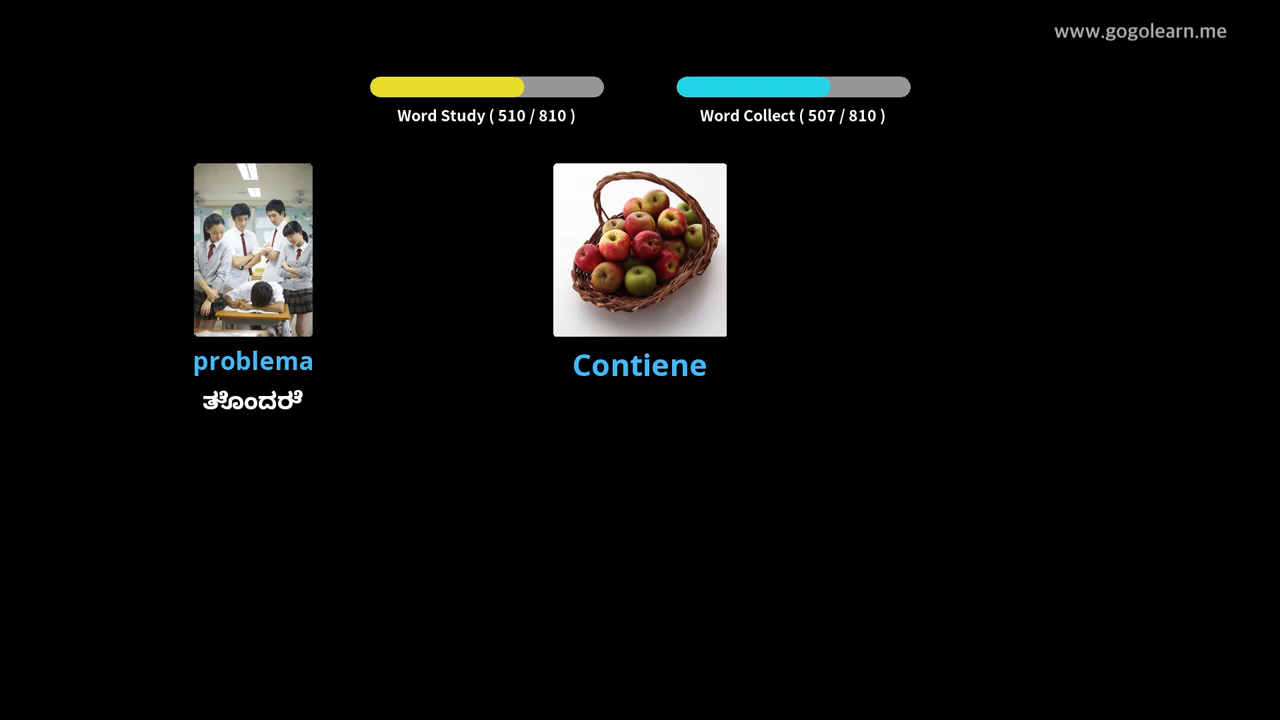 www.gogolearn.me
Word Study ( 510 / 810 )
Word Collect ( 507 / 810 )
problema
ತೊಂದರೆ
Contiene